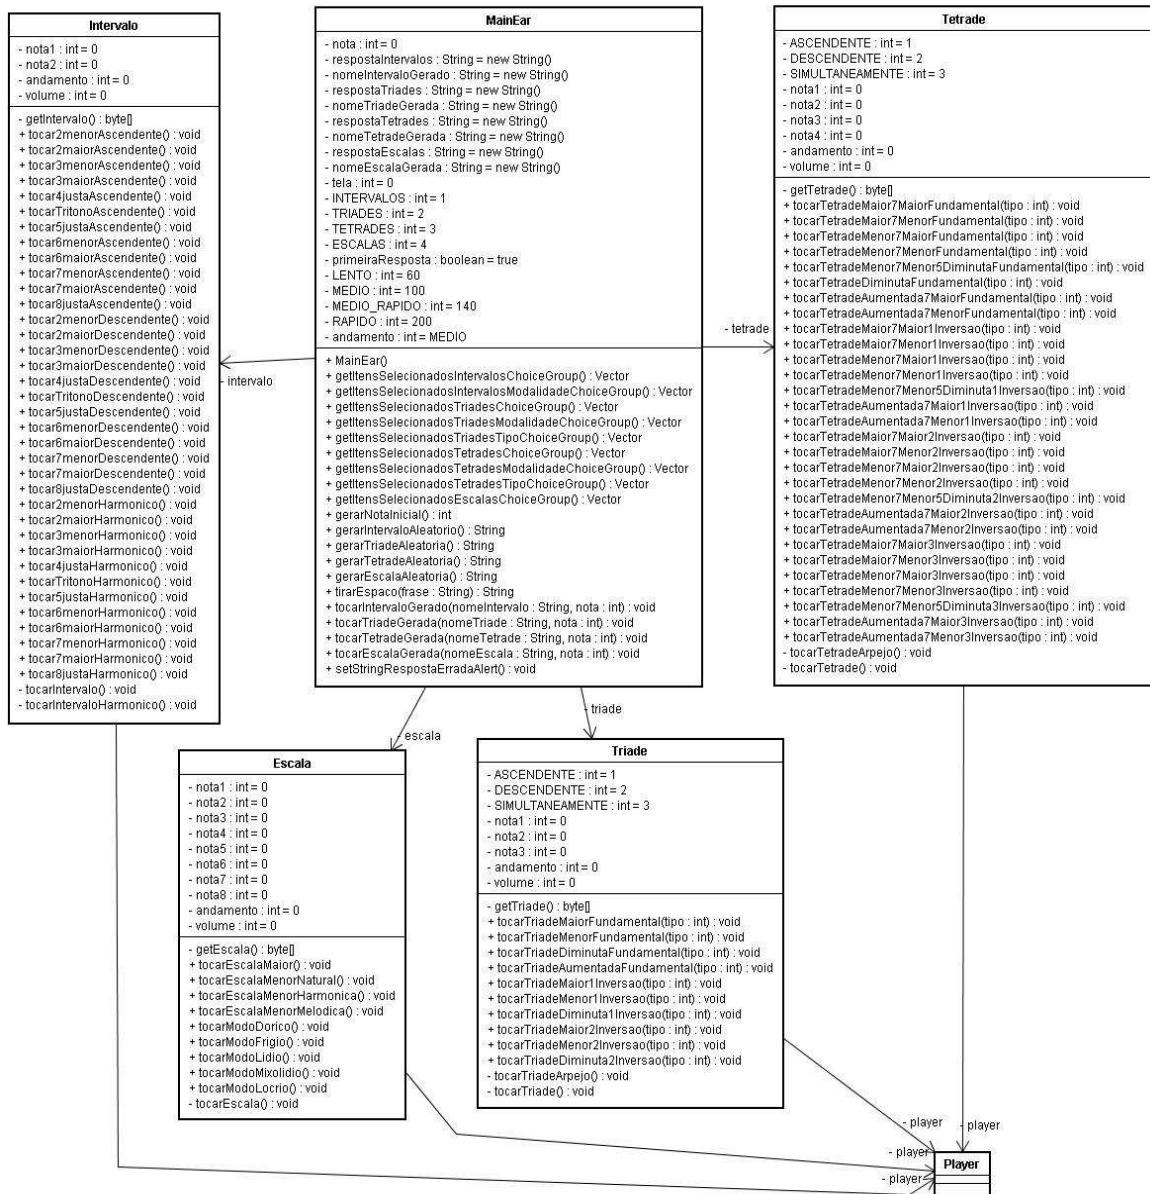 Intervalo
- nota1 : int = 0
- nota2 : int = 0
- andamento : int = 0
- volume : int = 0
- getIntervalo() : byte[]
+ tocar2menorAscendente() : void
+ tocar2maiorAscendente() : void
+ tocar3menorAscendente() : void
+ tocar3maiorAscendente() : void
+ tocar4justaAscendente() : void
+ tocarTritonoAscendente() : void
+ tocar5justaAscendente() : void
+ tocar6menorAscendente() : void
+ tocar6maiorAscendente() : void
+ tocar7menorAscendente() : void
+ tocar7maiorAscendente() : void
+ tocar8justaAscendente() : void
+ tocar2menorDescendente() : void
+ tocar2maiorDescendente() : void
+ tocar3menorDescendente() : void
+ tocar3maiorDescendente() : void
+ tocar4justaDescendente() : void
+ tocarTritonoDescendente() : void
+ tocar5justaDescendente() : void
+ tocar6menorDescendente() : void
+ tocar6maiorDescendente() : void
+ tocar7menorDescendente() : void
+ tocar7maiorDescendente() : void
+ tocar8justaDescendente() : void
+ tocar2menorHarmonico() : void
+ tocar2maiorHarmonico() : void
+ tocar3menorHarmonico() : void
+ tocar3maiorHarmonico() : void
+ tocar4justaHarmonico() : void
+ tocarTritonoHarmonico() : void
+ tocar5justaHarmonico() : void
+ tocar6menorHarmonico() : void
+ tocar6maiorHarmonico() : void
+ tocar7menorHarmonico() : void
+ tocar7maiorHarmonico() : void
+ tocar8justaHarmonico() : void
- tocarIntervalo() : void
- tocarIntervaloHarmonico() : void
MainEar
- nota : int = 0
- respostaIntervalos : String = new String()
- nomeIntervaloGerado : String = new String()
- respostaTriades : String = new String()
- nomeTriadeGerada : String = new String()
- respostaTetrades : String = new String()
- nomeTetradeGerada : String = new String()
- respostaEscalas : String = new String()
- nomeEscalaGerada : String = new String()
- tela : int = 0
- INTERVALOS : int = 1
- TRIADES : int = 2
- TETRADES : int = 3
- ESCALAS : int = 4
- primeiraResposta : boolean = true
- LENTO : int = 60
- MEDIO : int = 100
- MEDIO_RAPIDO : int = 140
- RAPIDO : int = 200
- andamento : int = MEDIO
+ MainEar()
+ getItensSelecionadosIntervalosChoiceGroup() : Vector
+ getItensSelecionadosIntervalosModalidadeChoiceGroup() : Vector
+ getItensSelecionadosTriadesChoiceGroup() : Vector
+ getItensSelecionadosTriadesModalidadeChoiceGroup() : Vector
+ getItensSelecionadosTriadesTipoChoiceGroup() : Vector
+ getItensSelecionadosTetradesChoiceGroup() : Vector
+ getItensSelecionadosTetradesModalidadeChoiceGroup() : Vector
+ getItensSelecionadosTetradesTipoChoiceGroup() : Vector
+ getItensSelecionadosEscalasChoiceGroup() : Vector
+ gerarNotaInicial() : int
+ gerarIntervaloAleatorio() : String
+ gerarTriadeAleatoria() : String
+ gerarTetradeAleatoria() : String
+ gerarEscalaAleatoria() : String
+ tirarEspaco(frase : String) : String
+ tocarIntervaloGerado(nomeIntervalo : String, nota : int) : void
+ tocarTriadeGerada(nomeTriade : String, nota : int) : void
+ tocarTetradeGerada(nomeTetrade : String, nota : int) : void
+ tocarEscalaGerada(nomeEscala : String, nota : int) : void
+ setStringRespostaErradaAlert() : void
Tetrade
- ASCENDENTE : int = 1
- DESCENDENTE : int = 2
- SIMULTANEAMENTE : int = 3
- nota1 : int = 0
- nota2 : int = 0
- nota3 : int = 0
- nota4 : int = 0
- andamento : int = 0
- volume : int = 0
- getTetrade() : byte[]
+ tocarTetradeMaior7MaiorFundamental(tipo : int) : void
+ tocarTetradeMaior7MenorFundamental(tipo : int) : void
+ tocarTetradeMenor7MaiorFundamental(tipo : int) : void
+ tocarTetradeMenor7MenorFundamental(tipo : int) : void
+ tocarTetradeMenor7Menor5DiminutaFundamental(tipo : int) : void
+ tocarTetradeDiminutaFundamental(tipo : int) : void
+ tocarTetradeAumentada7MaiorFundamental(tipo : int) : void
+ tocarTetradeAumentada7MenorFundamental(tipo : int) : void
+ tocarTetradeMaior7Maior1Inversao(tipo : int) : void
+ tocarTetradeMaior7Menor1Inversao(tipo : int) : void
+ tocarTetradeMenor7Maior1Inversao(tipo : int) : void
+ tocarTetradeMenor7Menor1Inversao(tipo : int) : void
+ tocarTetradeMenor7Menor5Diminuta1Inversao(tipo : int) : void
+ tocarTetradeAumentada7Maior1Inversao(tipo : int) : void
+ tocarTetradeAumentada7Menor1Inversao(tipo : int) : void
+ tocarTetradeMaior7Maior2Inversao(tipo : int) : void
+ tocarTetradeMaior7Menor2Inversao(tipo : int) : void
+ tocarTetradeMenor7Maior2Inversao(tipo : int) : void
+ tocarTetradeMenor7Menor2Inversao(tipo : int) : void
+ tocarTetradeMenor7Menor5Diminuta2Inversao(tipo : int) : void
+ tocarTetradeAumentada7Maior2Inversao(tipo : int) : void
+ tocarTetradeAumentada7Menor2Inversao(tipo : int) : void
+ tocarTetradeMaior7Maior3Inversao(tipo : int) : void
+ tocarTetradeMaior7Menor3Inversao(tipo : int) : void
+ tocarTetradeMenor7Maior3Inversao(tipo : int) : void
+ tocarTetradeMenor7Menor3Inversao(tipo : int) : void
+ tocarTetradeMenor7Menor5Diminuta3Inversao(tipo : int) : void
+ tocarTetradeAumentada7Maior3Inversao(tipo : int) : void
+ tocarTetradeAumentada7Menor3Inversao(tipo : int) : void
- tocarTetradeArpejo() : void
- tocarTetrade() : void
- tetrade
- intervalo
- triade
- escala
Escala
- nota1 : int = 0
- nota2 : int = 0
- nota3 : int = 0
- nota4 : int = 0
- nota5 : int = 0
- nota6 : int = 0
- nota7 : int = 0
- nota8 : int = 0
- andamento : int = 0
- volume : int = 0
- getEscala() : byte[]
+ tocarEscalaMaior() : void
+ tocarEscalaMenorNatural() : void
+ tocarEscalaMenorHarmonica() : void
+ tocarEscalaMenorMelodica() : void
+ tocarModoDorico() : void
+ tocarModoFrigio() : void
+ tocarModoLidio() : void
+ tocarModoMixolidio() : void
+ tocarModoLocrio() : void
- tocarEscala() : void
Triade
- ASCENDENTE : int = 1
- DESCENDENTE : int = 2
- SIMULTANEAMENTE : int = 3
- nota1 : int = 0
- nota2 : int = 0
- nota3 : int = 0
- andamento : int = 0
- volume : int = 0
- getTriade() : byte[]
+ tocarTriadeMaiorFundamental(tipo : int) : void
+ tocarTriadeMenorFundamental(tipo : int) : void
+ tocarTriadeDiminutaFundamental(tipo : int) : void
+ tocarTriadeAumentadaFundamental(tipo : int) : void
+ tocarTriadeMaior1Inversao(tipo : int) : void
+ tocarTriadeMenor1Inversao(tipo : int) : void
+ tocarTriadeDiminuta1Inversao(tipo : int) : void
+ tocarTriadeMaior2Inversao(tipo : int) : void
+ tocarTriadeMenor2Inversao(tipo : int) : void
+ tocarTriadeDiminuta2Inversao(tipo : int) : void
- tocarTriadeArpejo() : void
- tocarTriade() : void
- player
- player
- player
- player
Player